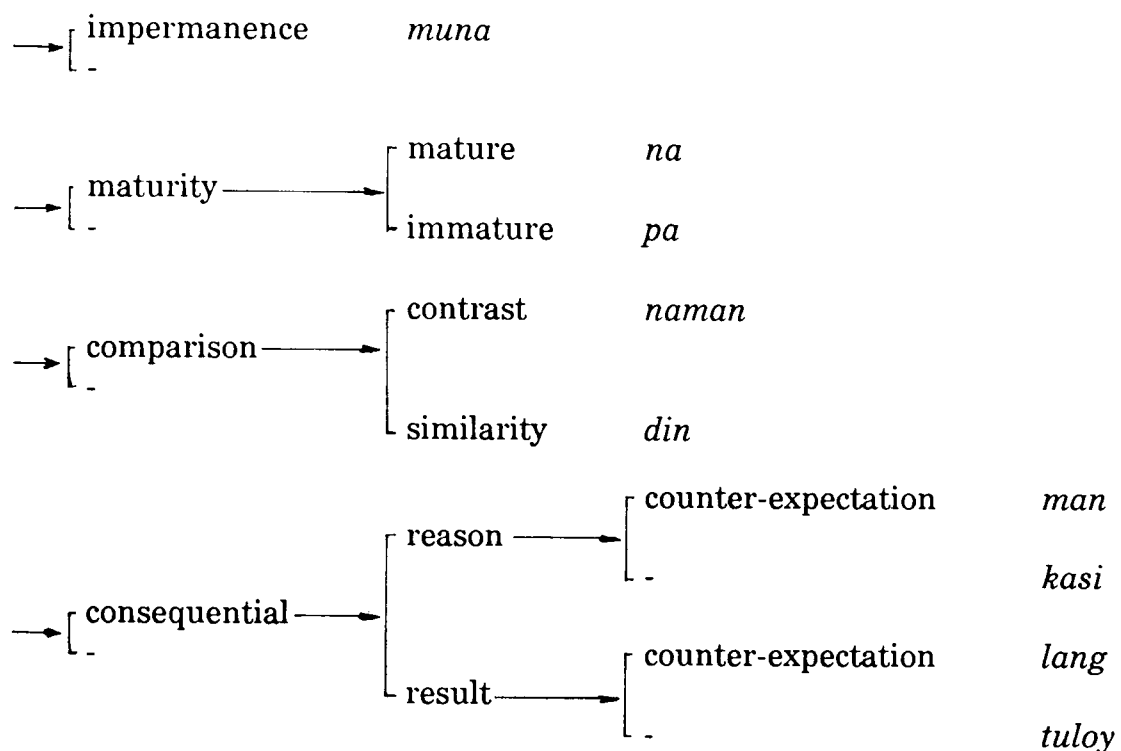 impermanence muna
-
mature na
maturity
-
immature pa
contrast naman
comparison
-
similarity din
counter-expectation man
reason
- kasi
consequential
-
counter-expectation lang
result
- tuloy